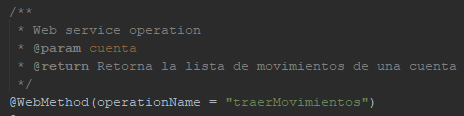 /**
* Web service operation
* @param cuenta
* @return Retorna la lista de movimientos de una cuenta
*/
@WebMethod(operationName = "traerMovimientos")